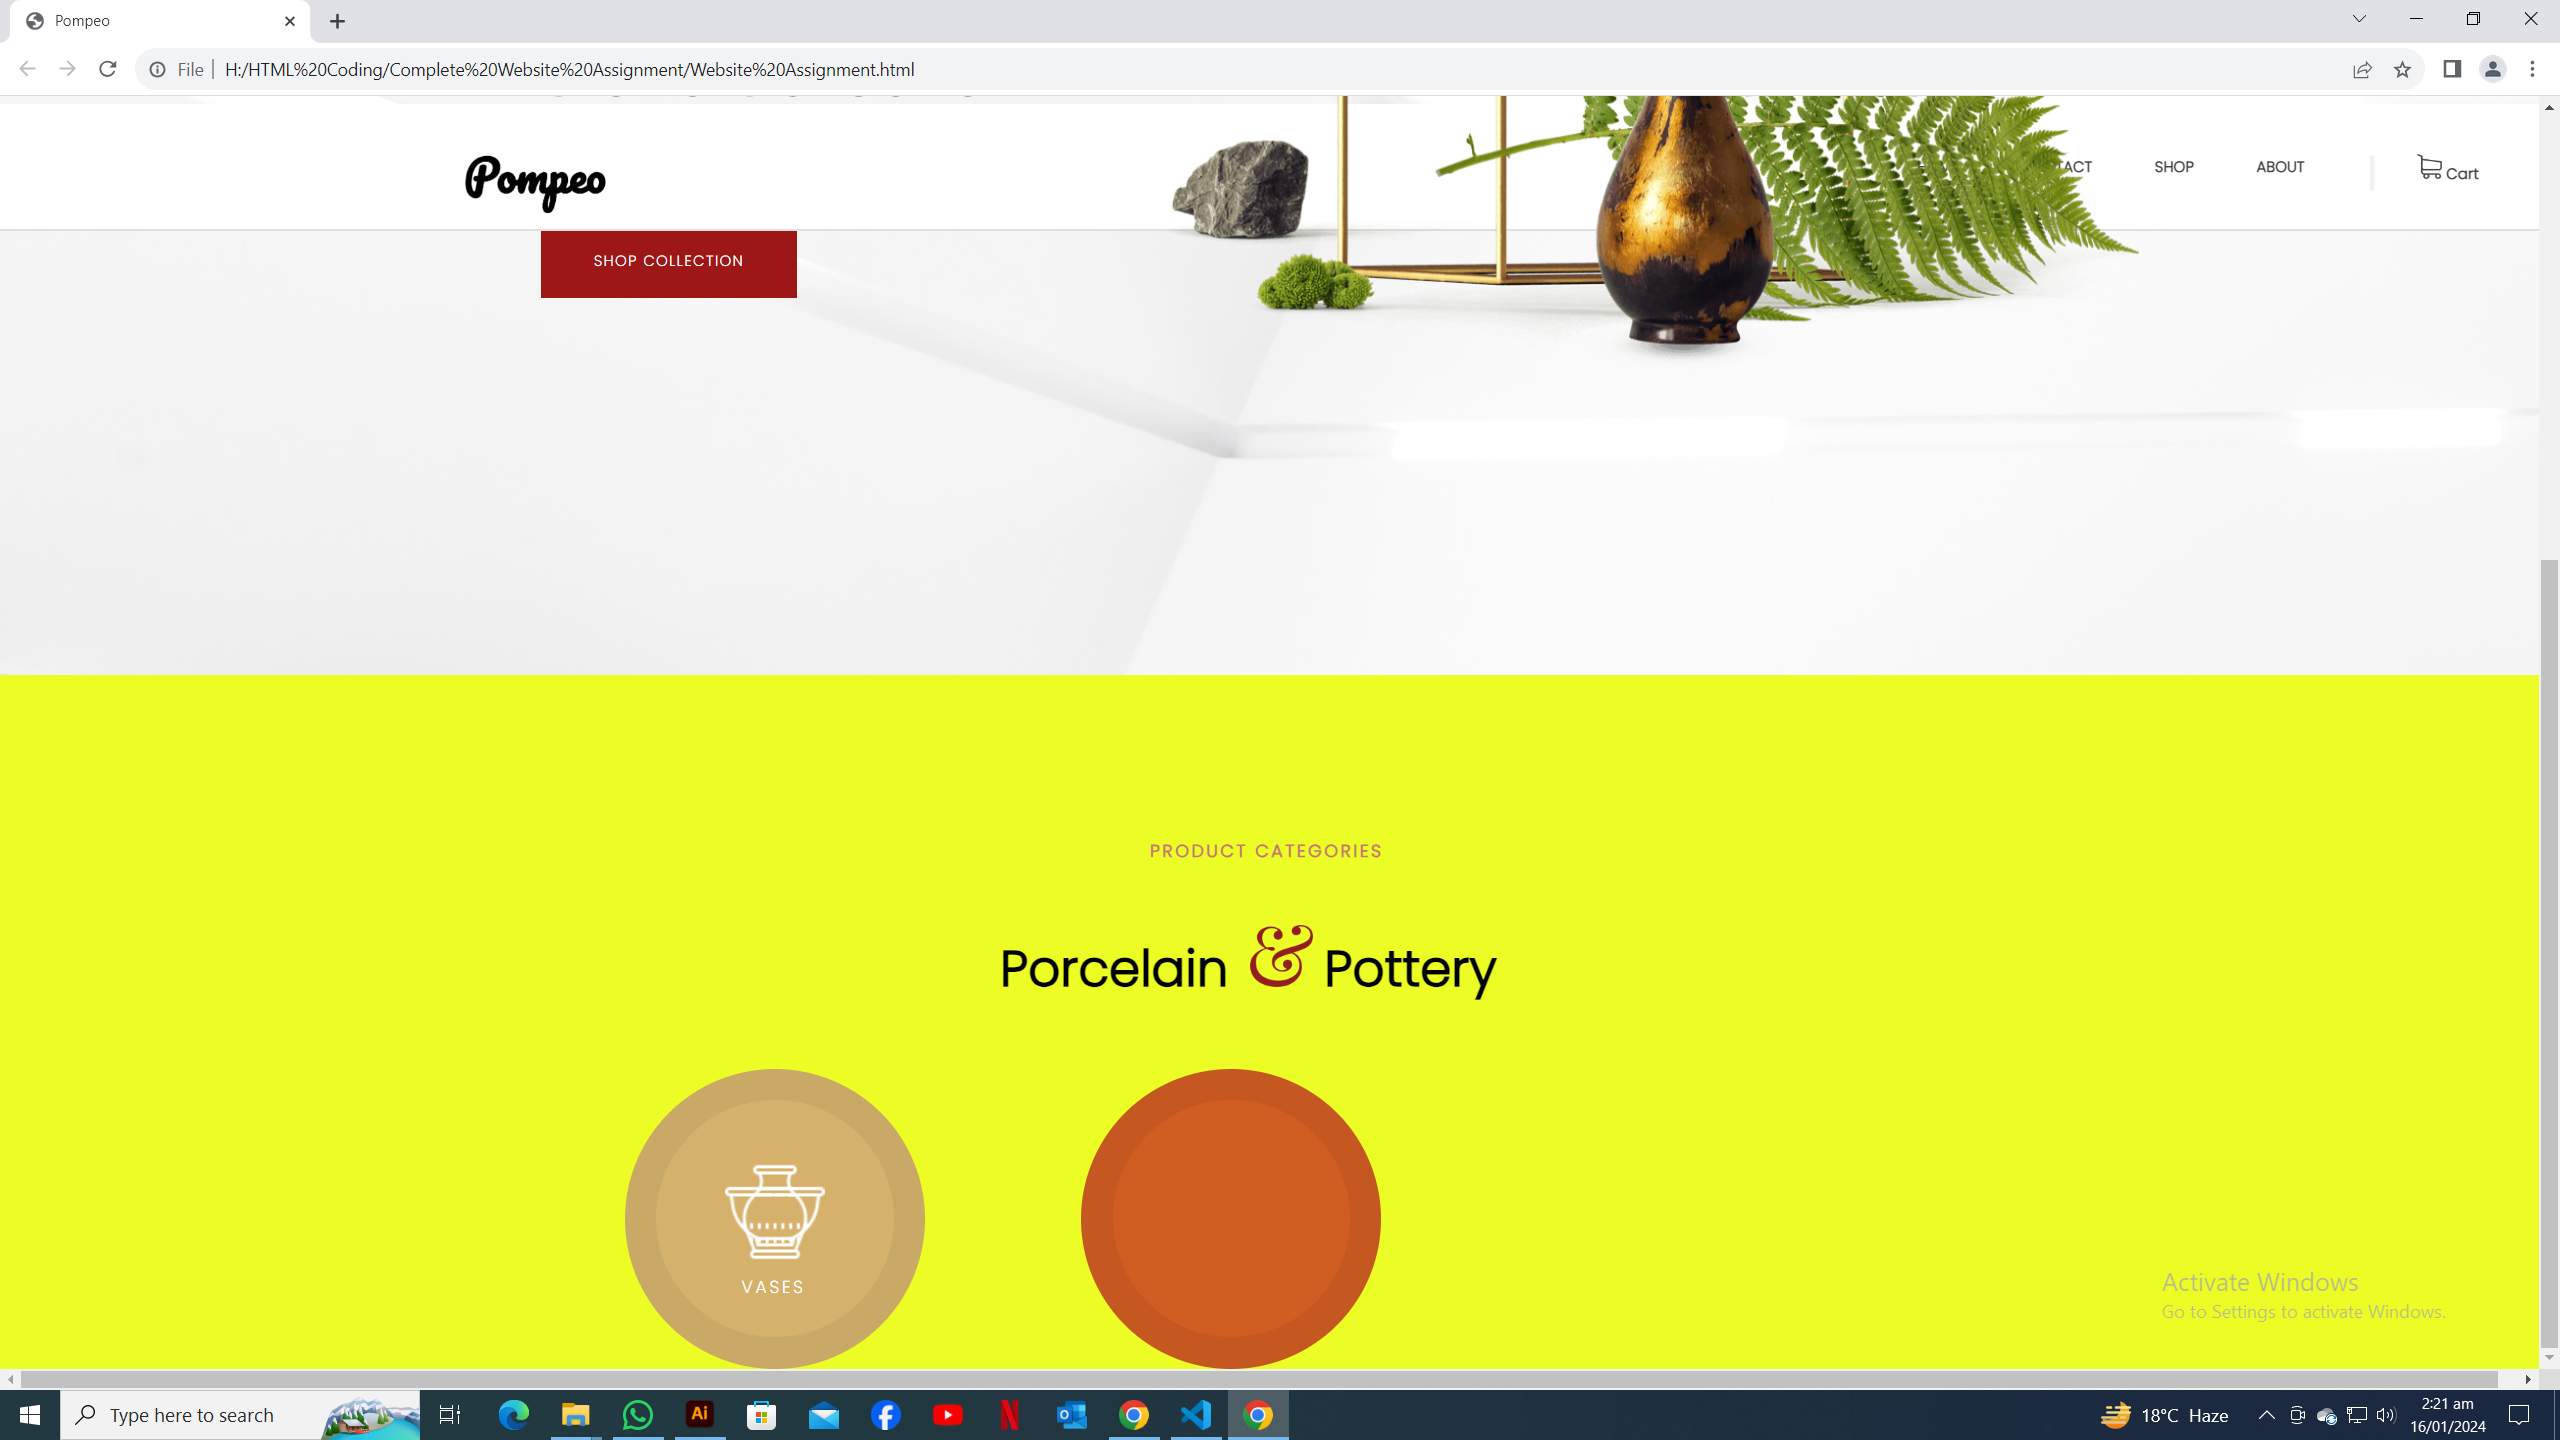 Pompeo
File
H:/HTML%20Coding/Complete%20Website%20Assignment/Website%20Assignment.html
Pompeo
TACT
SHOP
ABOUT
Cart
SHOP COLLECTION
PRODUCT CATEGORIES
Porcelain & Pottery
VASES
Activate Windows
Go to Settings to activate Windows.
Type here to search
Ai
18°C Haze
2:21 am
16/01/2024